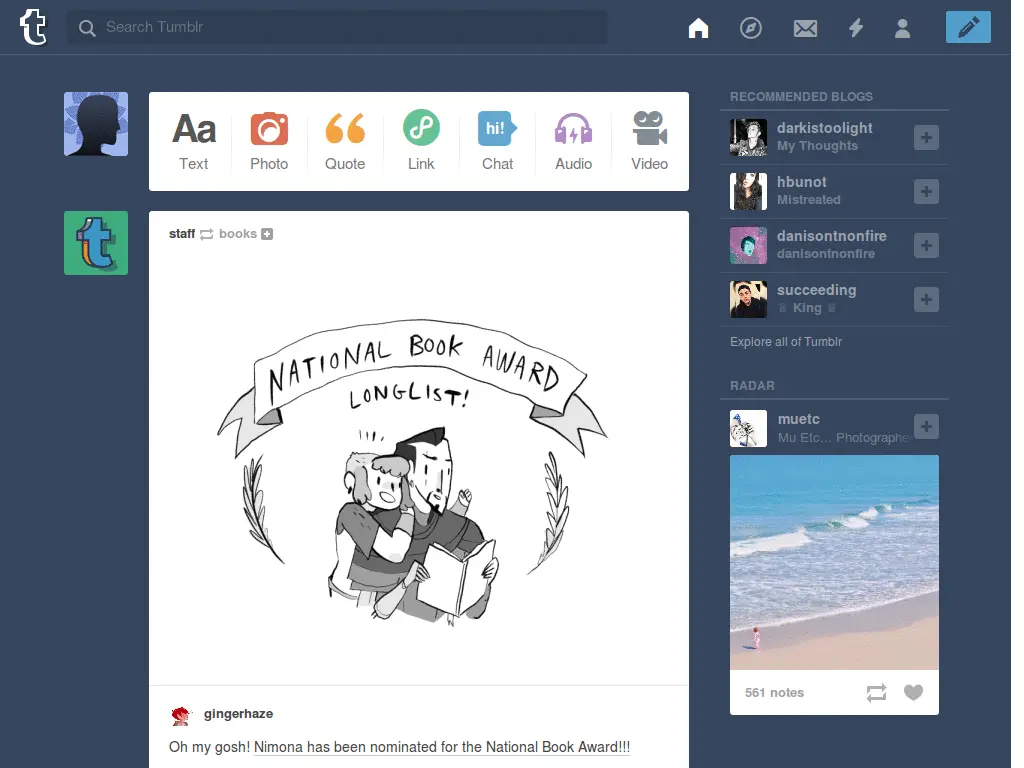 t
Search Tumblr
Aa
hi!
Text
Photo
Quote
Link
Chat
Audio
Video
t
staff books
NATIONAL BOOK AWARD
LONGLIST!
gingerhaze
Oh my gosh! Nimona has been nominated for the National Book Award!!!
RECOMMENDED BLOGS
darkistoolight
My Thoughts
hbunot
Mistreated
danisontnonfire
danisontnonfire
succeeding
♕ King ♕
Explore all of Tumblr
RADAR
muetc
Mu Etc... Photographe
561 notes